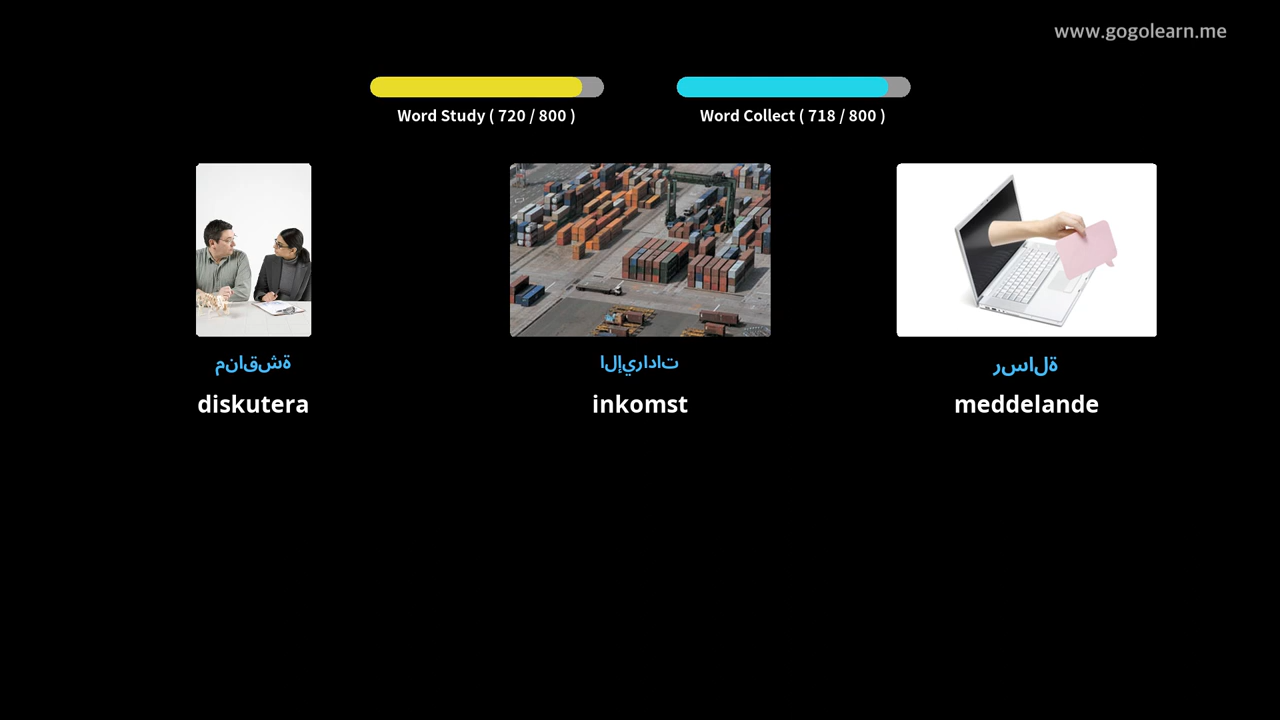 www.gogolearn.me
Word Study ( 720 / 800 )
Word Collect ( 718 / 800 )
مناقشة
الإيرادات
رسالة
diskutera
inkomst
meddelande